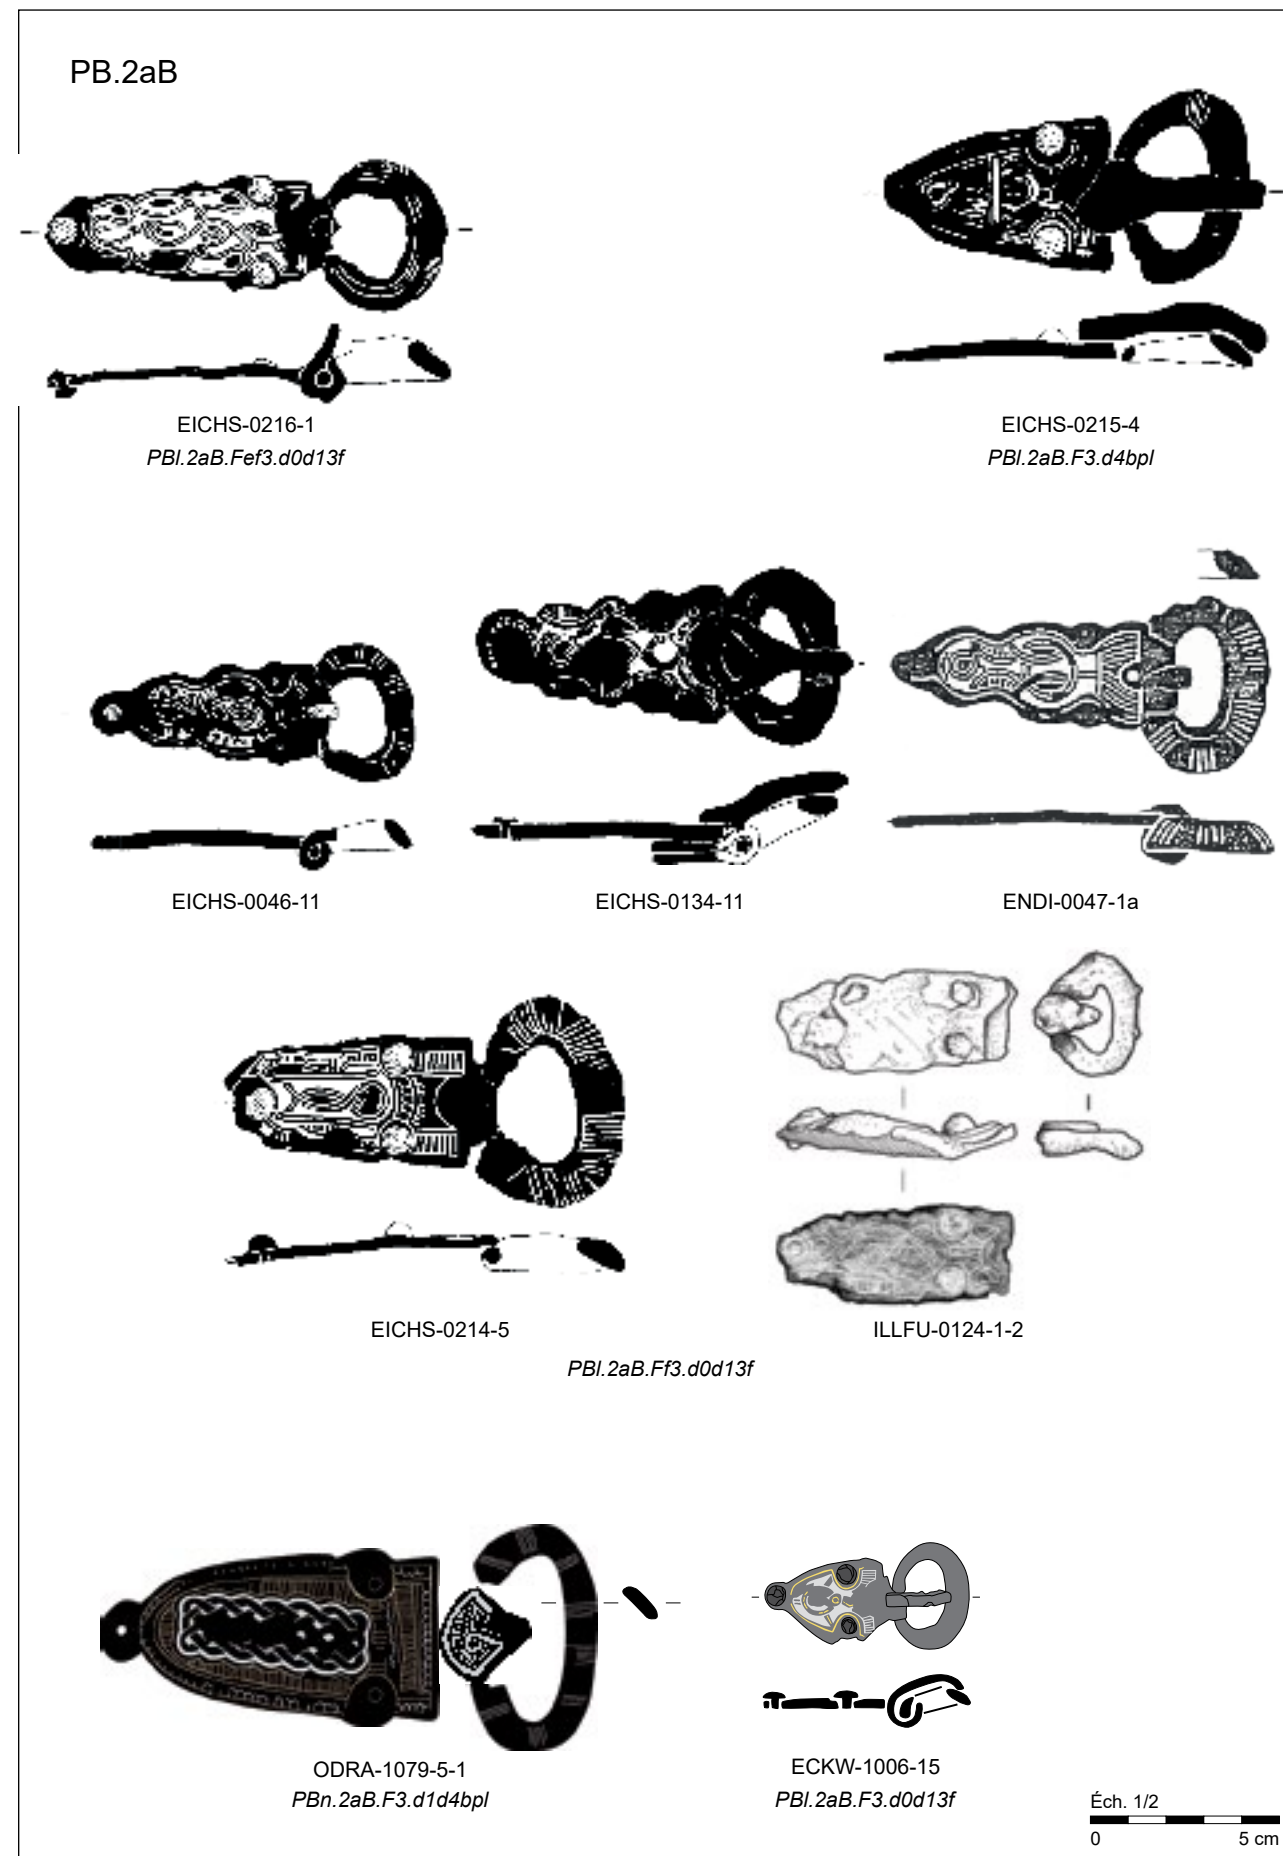 PB.2aB
EICHS-0216-1
PBl.2aB.Fef3.d0d13f
EICHS-0215-4
PBl.2aB.F3.d4bpl
EICHS-0046-11
EICHS-0134-11
ENDI-0047-1a
EICHS-0214-5
ILLFU-0124-1-2
PBl.2aB.Ff3.d0d13f
ODRA-1079-5-1
PBn.2aB.F3.d1d4bpl
ECKW-1006-15
PBl.2aB.F3.d0d13f
Éch. 1/2
0 5 cm